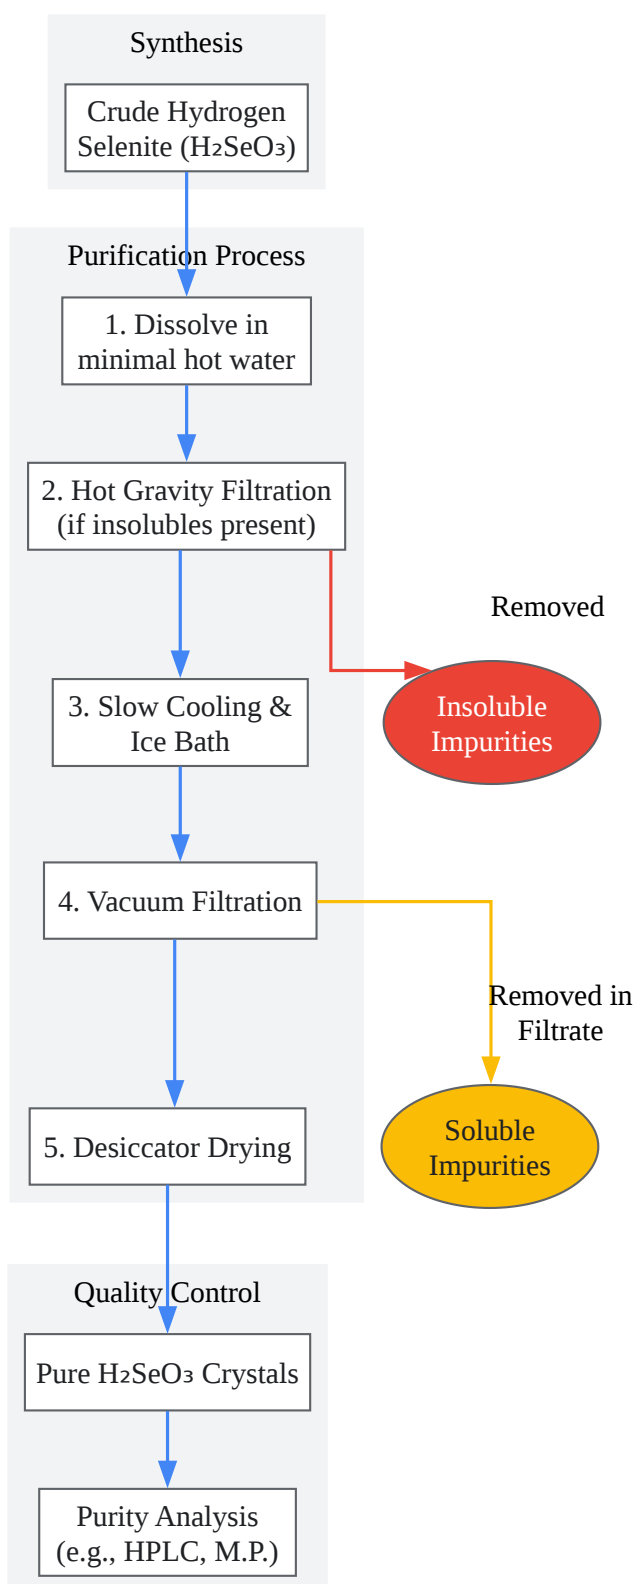 Synthesis
Crude Hydrogen
Selenite (H₂SeO₃)
Purification Process
1. Dissolve in
minimal hot water
2. Hot Gravity Filtration
(if insolubles present)
Removed
Insoluble
Impurities
3. Slow Cooling &
Ice Bath
4. Vacuum Filtration
Removed in
Filtrate
Soluble
Impurities
5. Desiccator Drying
Quality Control
Pure H₂SeO₃ Crystals
Purity Analysis
(e.g., HPLC, M.P.)